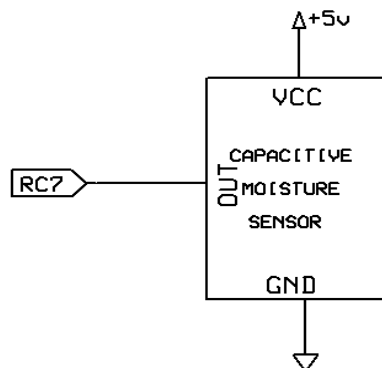 +5v
VCC
CAPACITIVE
OUT
MOISTURE
RC7
SENSOR
GND